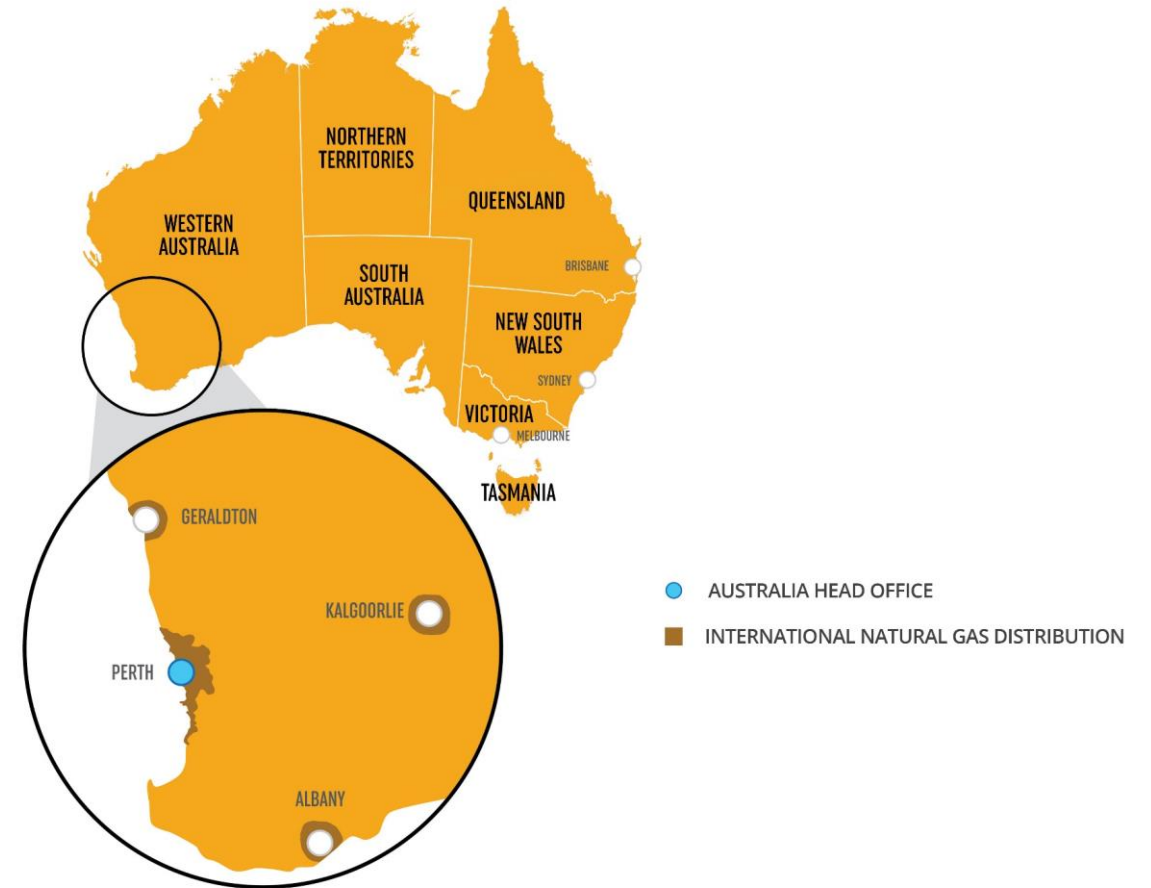 NORTHERN
TERRITORIES
QUEENSLAND
WESTERN
AUSTRALIA
BRISBANE
SOUTH
AUSTRALIA
NEW SOUTH
WALES
SYDNEY
VICTORIA
MELBOURNE
TASMANIA
GERALDTON
KALGOORLIE
PERTH
ALBANY
AUSTRALIA HEAD OFFICE
INTERNATIONAL NATURAL GAS DISTRIBUTION